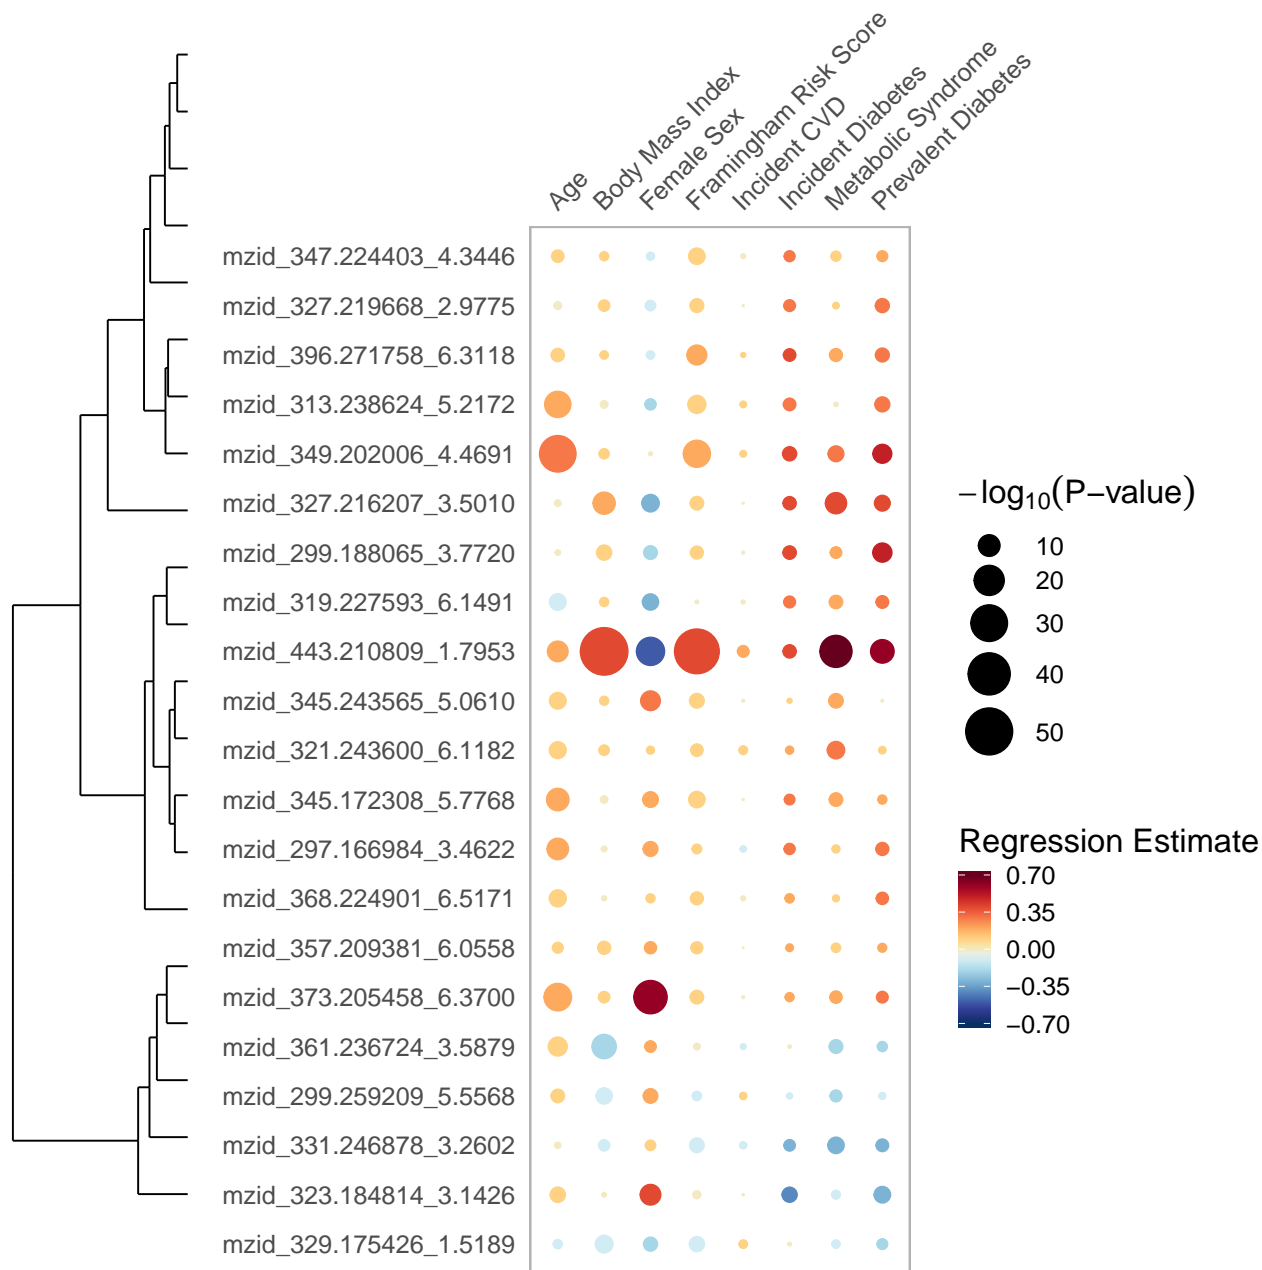 Age
Body Mass Index
Female Sex
Framingham Risk Score
Incident CVD
Incident Diabetes
Metabolic Syndrome
Prevalent Diabetes
mzid_347.224403_4.3446
mzid_327.219668_2.9775
mzid_396.271758_6.3118
mzid_313.238624_5.2172
mzid_349.202006_4.4691
mzid_327.216207_3.5010
mzid_299.188065_3.7720
mzid_319.227593_6.1491
mzid_443.210809_1.7953
mzid_345.243565_5.0610
mzid_321.243600_6.1182
mzid_345.172308_5.7768
mzid_297.166984_3.4622
mzid_368.224901_6.5171
mzid_357.209381_6.0558
mzid_373.205458_6.3700
mzid_361.236724_3.5879
mzid_299.259209_5.5568
mzid_331.246878_3.2602
mzid_323.184814_3.1426
mzid_329.175426_1.5189
−log₁₀(P−value)
10
20
30
40
50
Regression Estimate
0.70
0.35
0.00
−0.35
−0.70